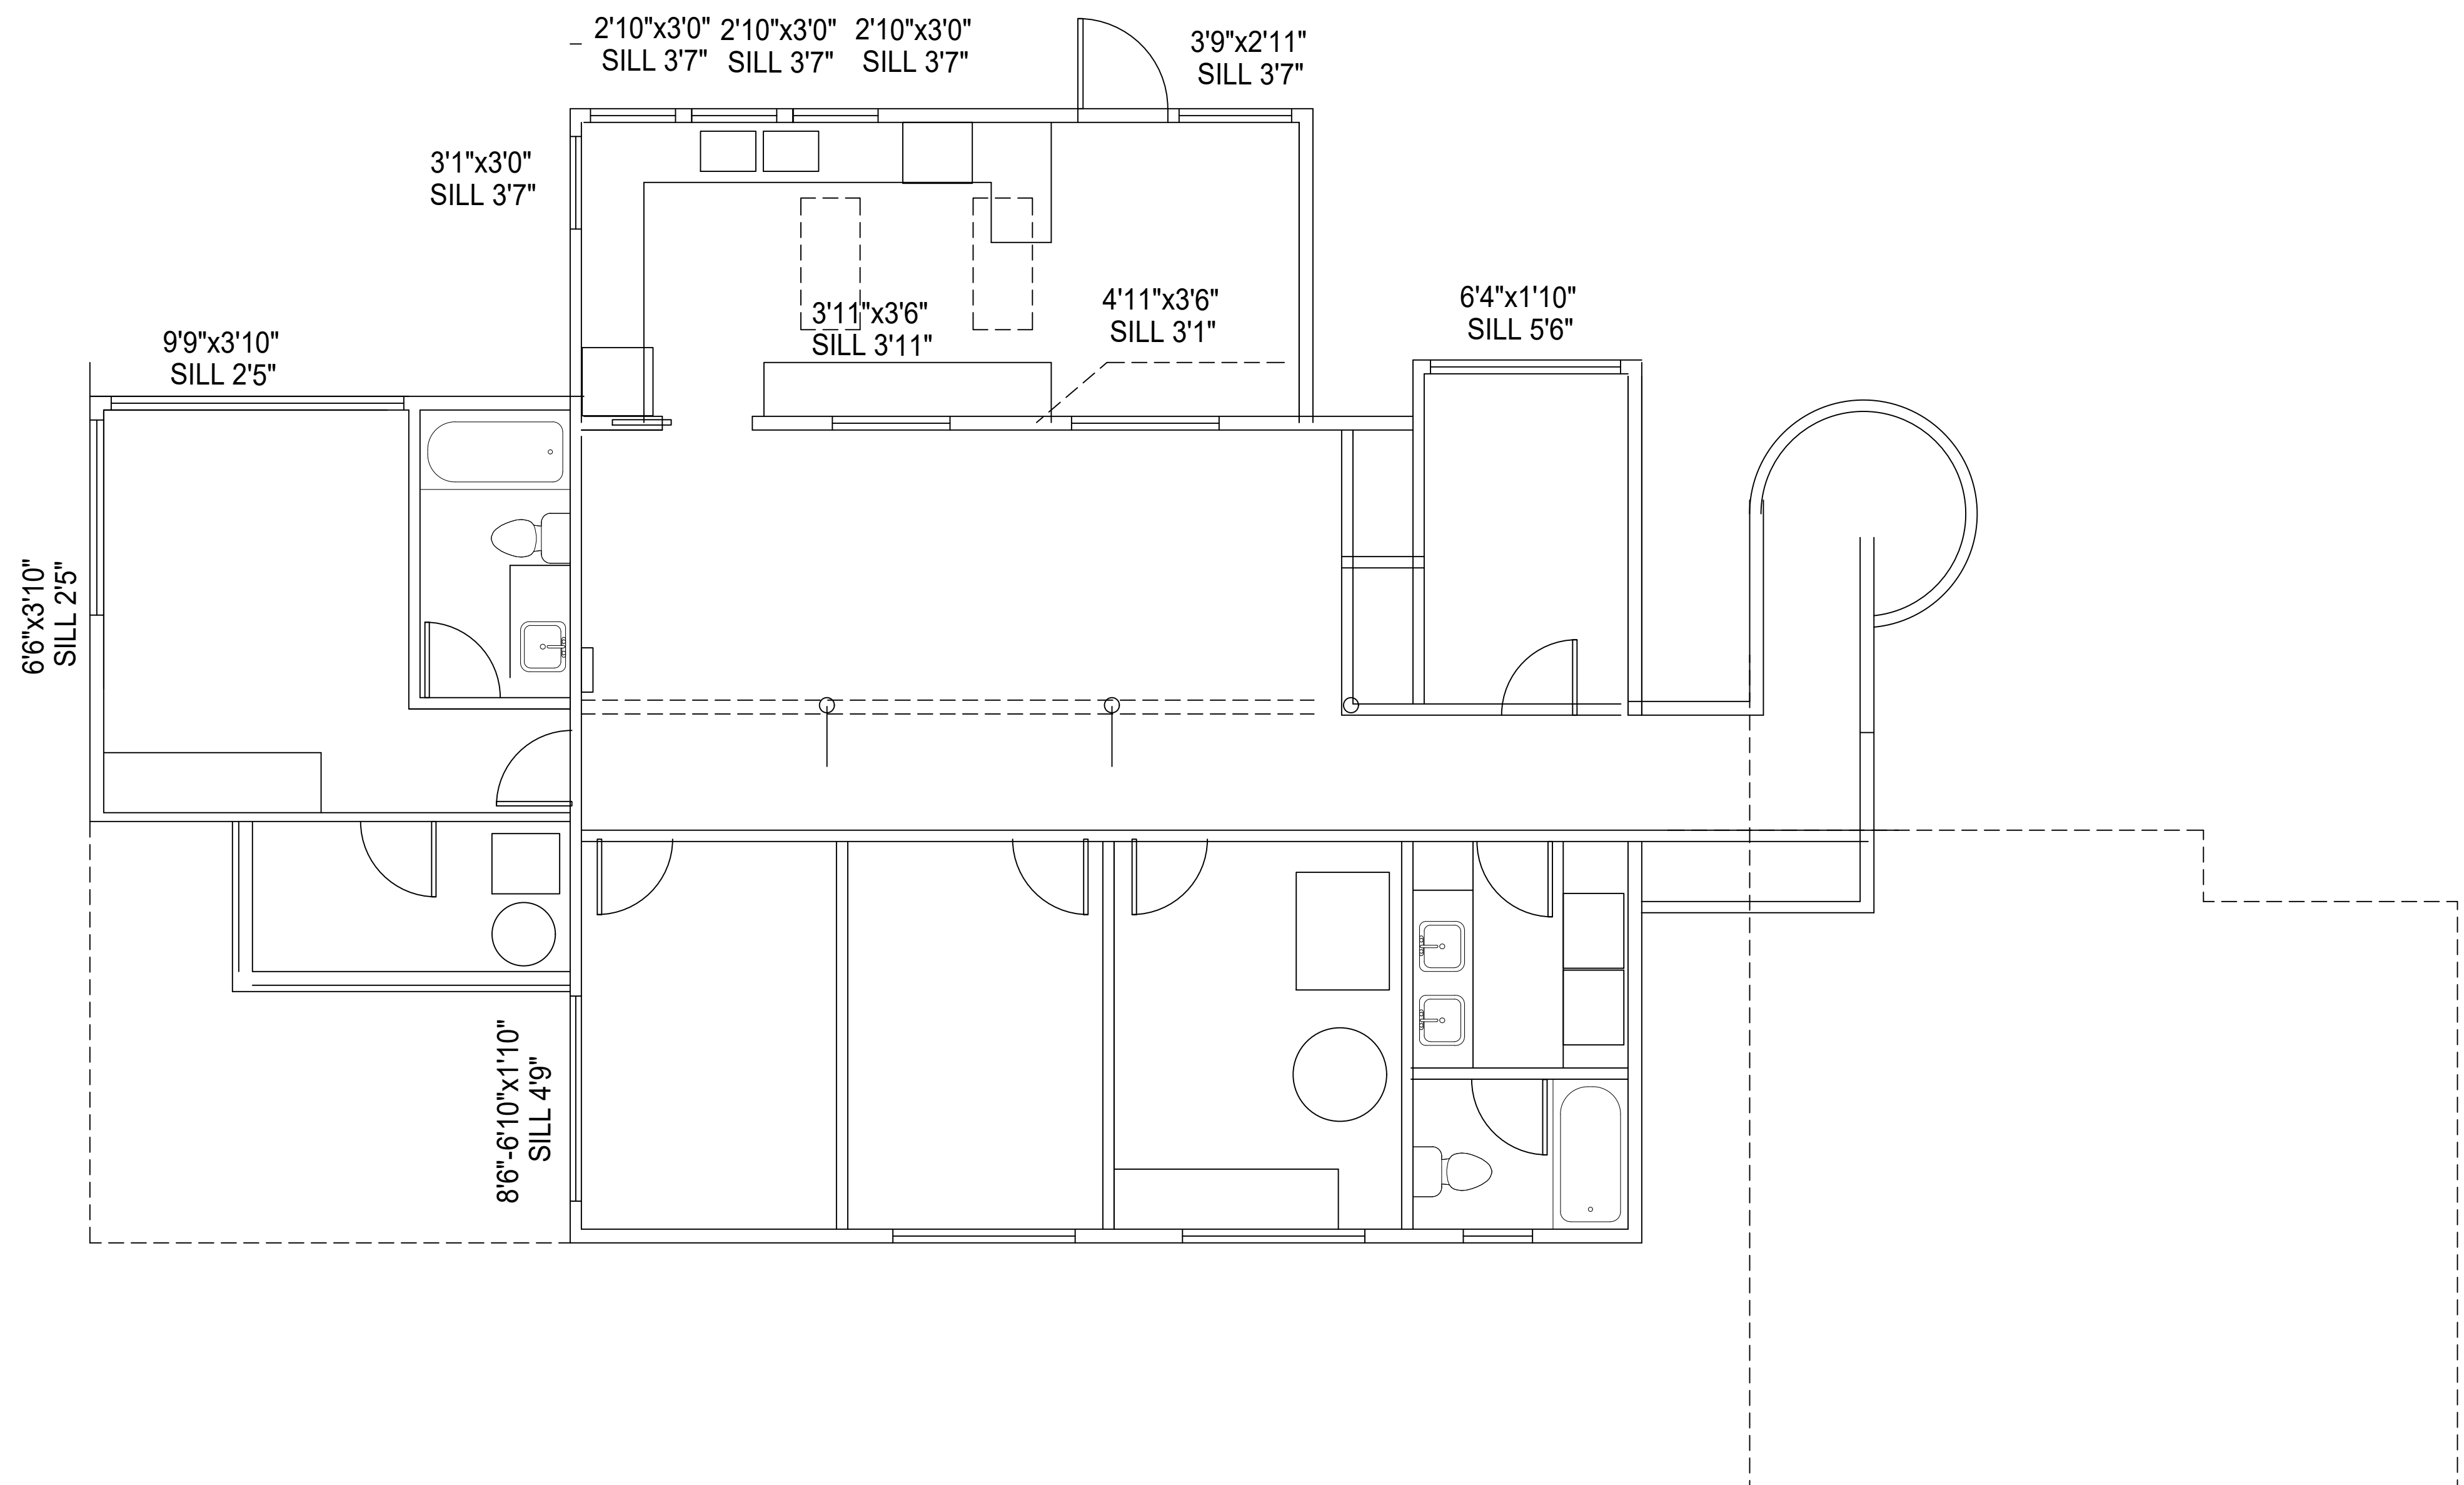 2'10"x3'0"
SILL 3'7"
2'10"x3'0"
SILL 3'7"
2'10"x3'0"
SILL 3'7"
3'9"x2'11"
SILL 3'7"
3'1"x3'0"
SILL 3'7"
3'11"x3'6"
SILL 3'11"
4'11"x3'6"
SILL 3'1"
6'4"x1'10"
SILL 5'6"
9'9"x3'10"
SILL 2'5"
6'6"x3'10"
SILL 2'5"
8'6"-6'10"x1'10"
SILL 4'9"